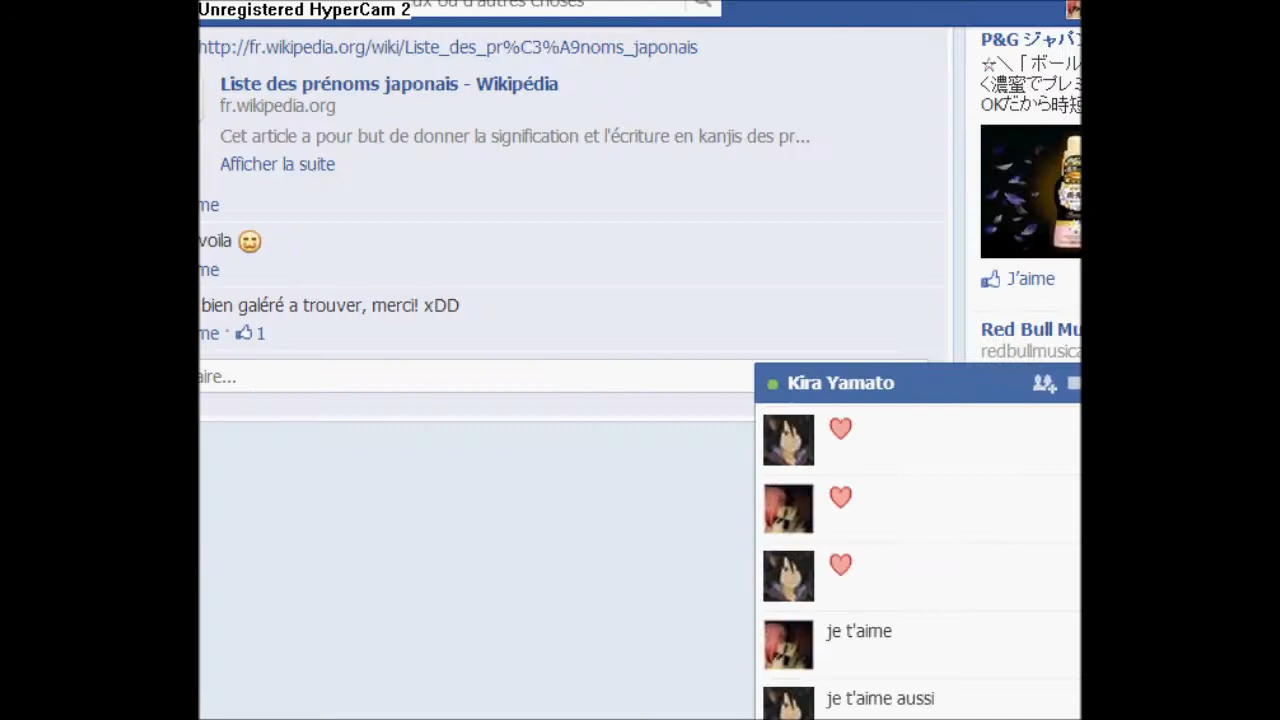 Unregistered HyperCam 2
ux ou d'autres choses
http://fr.wikipedia.org/wiki/Liste_des_pr%C3%A9noms_japonais
Liste des prénoms japonais - Wikipédia
fr.wikipedia.org
Cet article a pour but de donner la signification et l'écriture en kanjis des pr...
Afficher la suite
me
voila
me
bien galéré a trouver, merci! xDD
me · 1
aire...
P&G ジャパン
☆＼「ボール
く濃蜜でプレミ
OKだから時短
J'aime
Red Bull Mu
redbullmusica
Kira Yamato
je t'aime
je t'aime aussi